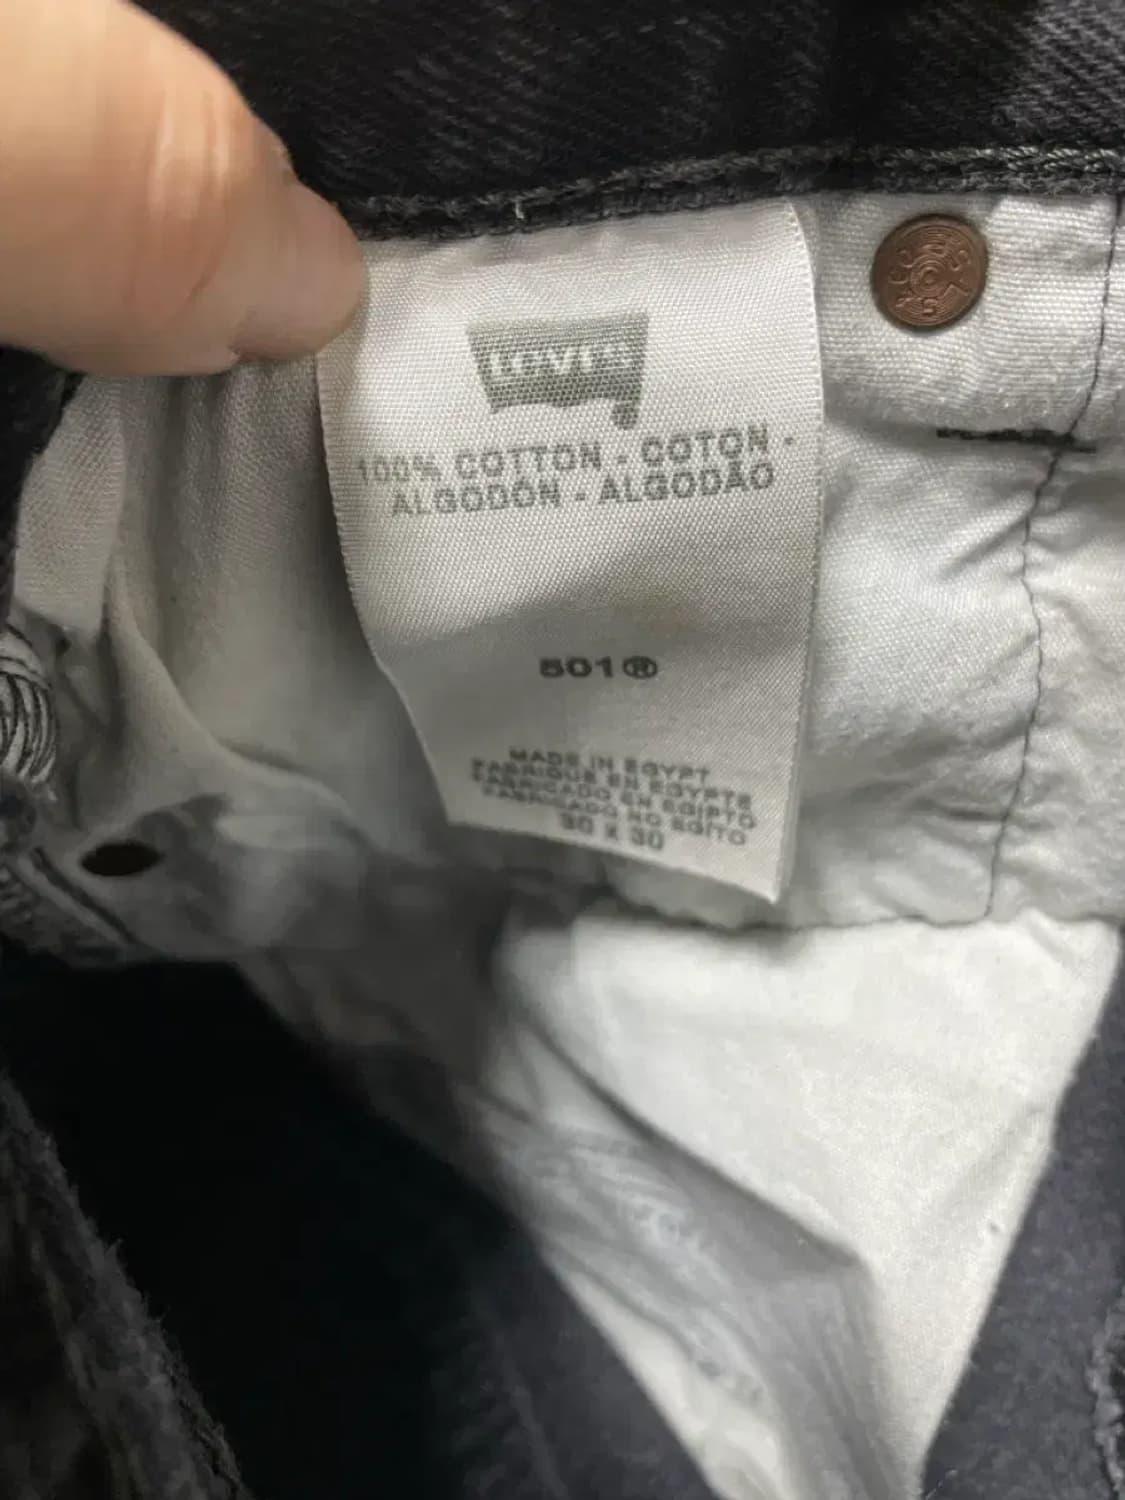 Levi's
100% COTTON - COTON -
ALGODÓN - ALGODÃO
501®
MADE IN EGYPT
FABRIQUE EN EGYPTE
FABRICADO EN EGIPTO
FABRICADO NO EGITO
30 X 30